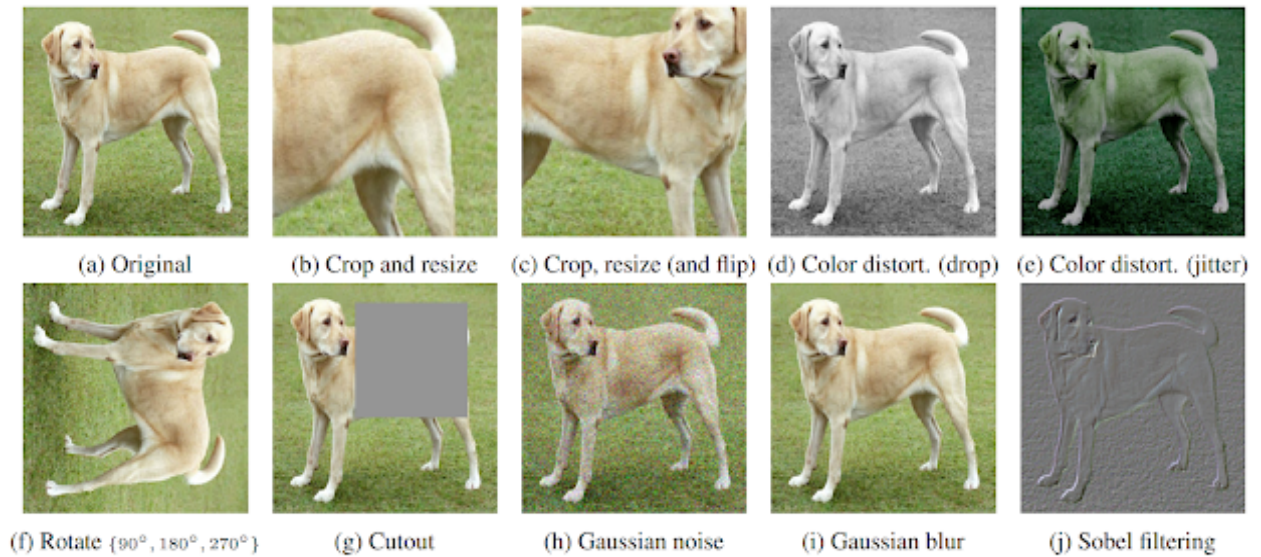 (a) Original
(b) Crop and resize
(c) Crop, resize (and flip)
(d) Color distort. (drop)
(e) Color distort. (jitter)
(f) Rotate {90°, 180°, 270°}
(g) Cutout
(h) Gaussian noise
(i) Gaussian blur
(j) Sobel filtering